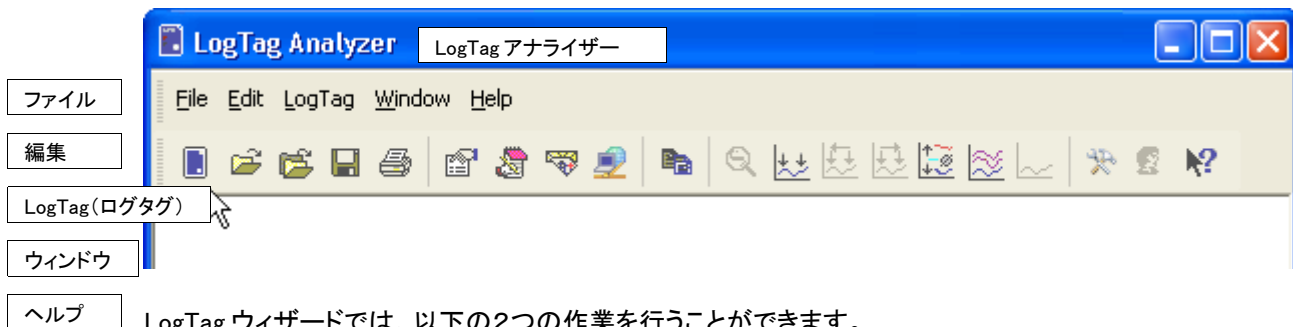 LogTag Analyzer
LogTag アナライザー
ファイル
File Edit LogTag Window Help
編集
LogTag(ログタグ)
ウィンドウ
ヘルプ
LogTag ウィザードでは、以下の2つの作業を行うことができます。